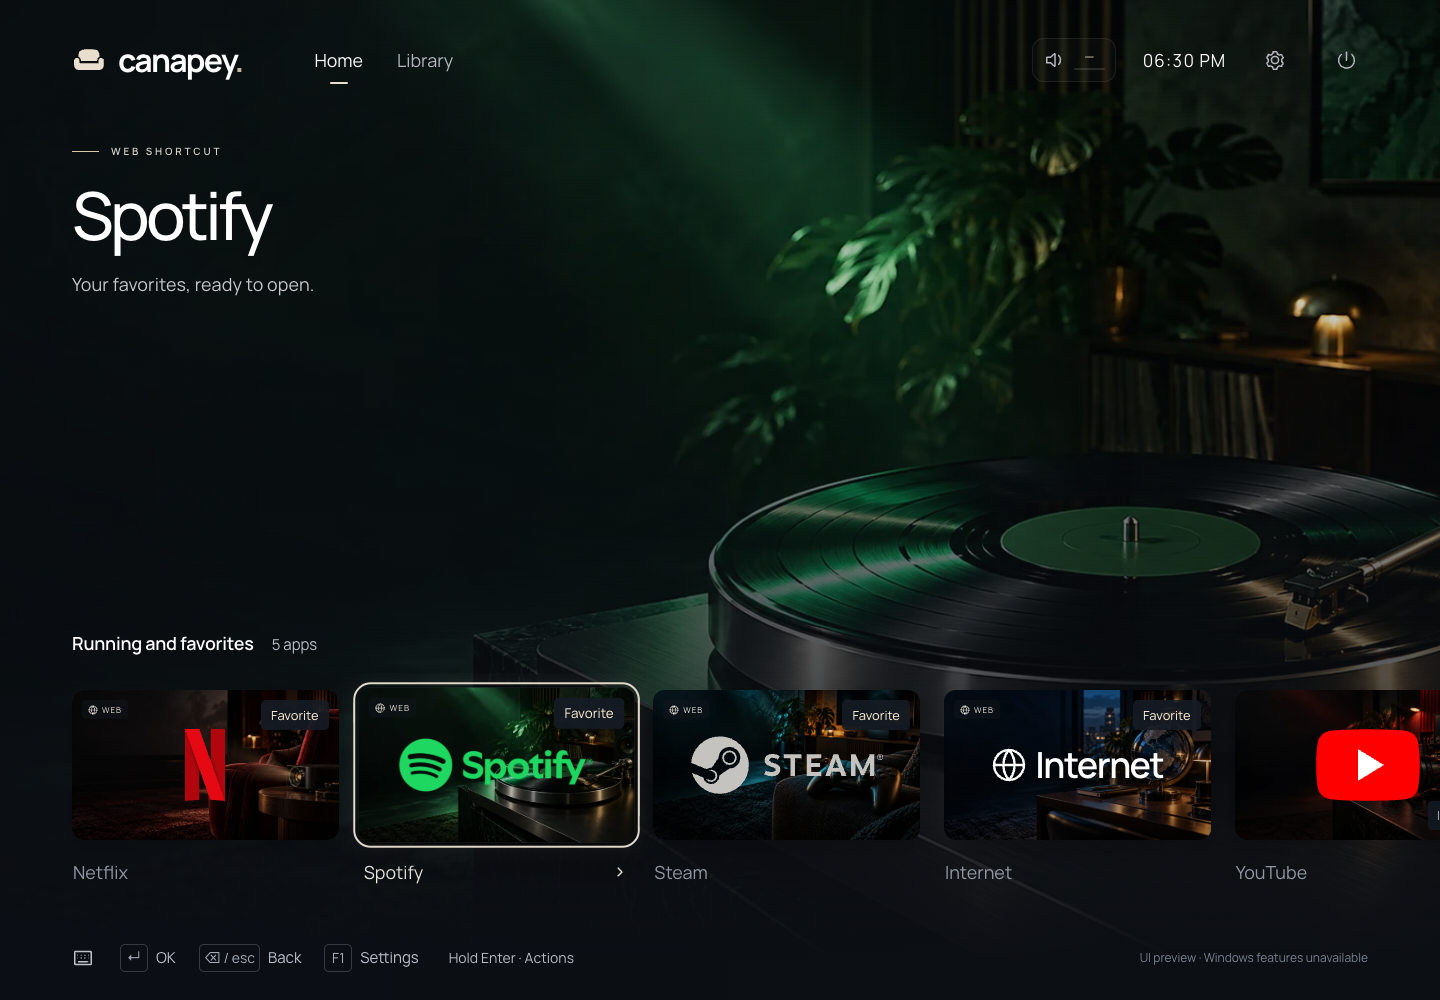 canapey.
Home
Library
06:30 PM
WEB SHORTCUT
Spotify
Your favorites, ready to open.
Running and favorites
5 apps
WEB
Favorite
N
WEB
Favorite
Spotify
WEB
Favorite
STEAM®
WEB
Favorite
Internet
Netflix
Spotify
Steam
Internet
YouTube
OK
/ esc
Back
F1
Settings
Hold Enter · Actions
UI preview · Windows features unavailable